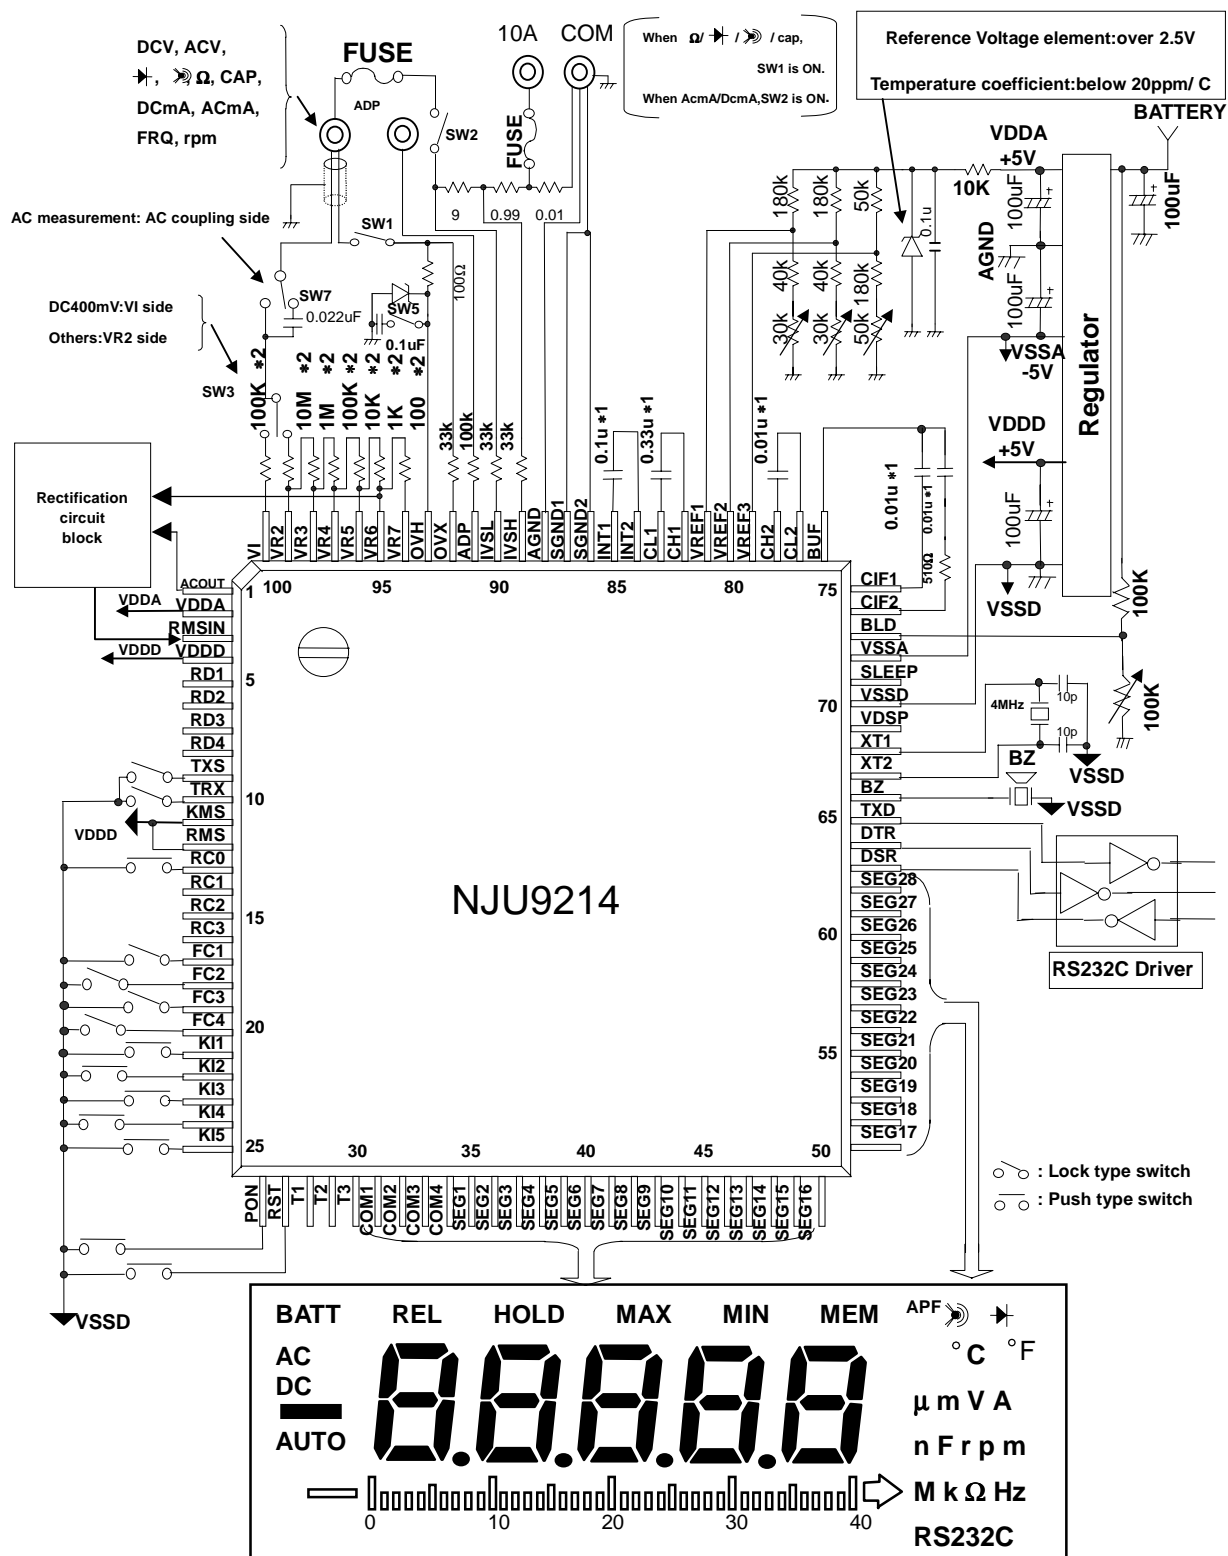 DCV, ACV,
, Ω, CAP,
DCmA, ACmA,
FRQ, rpm
FUSE
ADP
SW2
10A
COM
FUSE
When Ω/ / / cap,
SW1 is ON.
When AcmA/DcmA,SW2 is ON.
Reference Voltage element:over 2.5V
Temperature coefficient:below 20ppm/ C
BATTERY
VDDA
+5V
10K
100uF
100uF
AGND
100uF
VSSA
-5V
Regulator
VDDD
+5V
100uF
VSSD
180k
180k
50k
0.1u
40k
40k
180k
30k
30k
50k
9
0.99
0.01
AC measurement: AC coupling side
SW1
100Ω
SW7
0.022uF
SW5
0.1uF
DC400mV:VI side
Others:VR2 side
SW3
100K *2
10M *2
1M *2
100K *2
10K *2
1K *2
100 *2
33k
100k
33k
33k
0.1u *1
0.33u *1
0.01u *1
0.01u *1
0.01u *1
510Ω
Rectification
circuit
block
VI
VR2
VR3
VR4
VR5
VR6
VR7
OVH
OVX
ADP
IVSL
IVSH
AGND
SGND1
SGND2
INT1
INT2
CL1
CH1
VREF1
VREF2
VREF3
CH2
CL2
BUF
100
95
90
85
80
ACOUT
1
VDDA
VDDA
RMSIN
VDDD
VDDD
RD1
5
RD2
RD3
RD4
TXS
TRX
10
KMS
VDDD
RMS
RC0
RC1
RC2
15
RC3
FC1
FC2
FC3
FC4
20
KI1
KI2
KI3
KI4
KI5
25
NJU9214
75
CIF1
CIF2
BLD
VSSA
SLEEP
70
VSSD
VDSP
XT1
XT2
BZ
65
TXD
DTR
DSR
SEG28
SEG27
60
SEG26
SEG25
SEG24
SEG23
SEG22
SEG21
55
SEG20
SEG19
SEG18
SEG17
100K
100K
4MHz
10p
10p
VSSD
BZ
VSSD
RS232C Driver
30
35
40
45
50
PON
RST
T1
T2
T3
COM1
COM2
COM3
COM4
SEG1
SEG2
SEG3
SEG4
SEG5
SEG6
SEG7
SEG8
SEG9
SEG10
SEG11
SEG12
SEG13
SEG14
SEG15
SEG16
: Lock type switch
: Push type switch
VSSD
BATT REL HOLD MAX MIN MEM APF
AC
DC
AUTO
8.8.8.8.8
°C °F
μ m V A
n F r p m
M k Ω Hz
RS232C
0 10 20 30 40